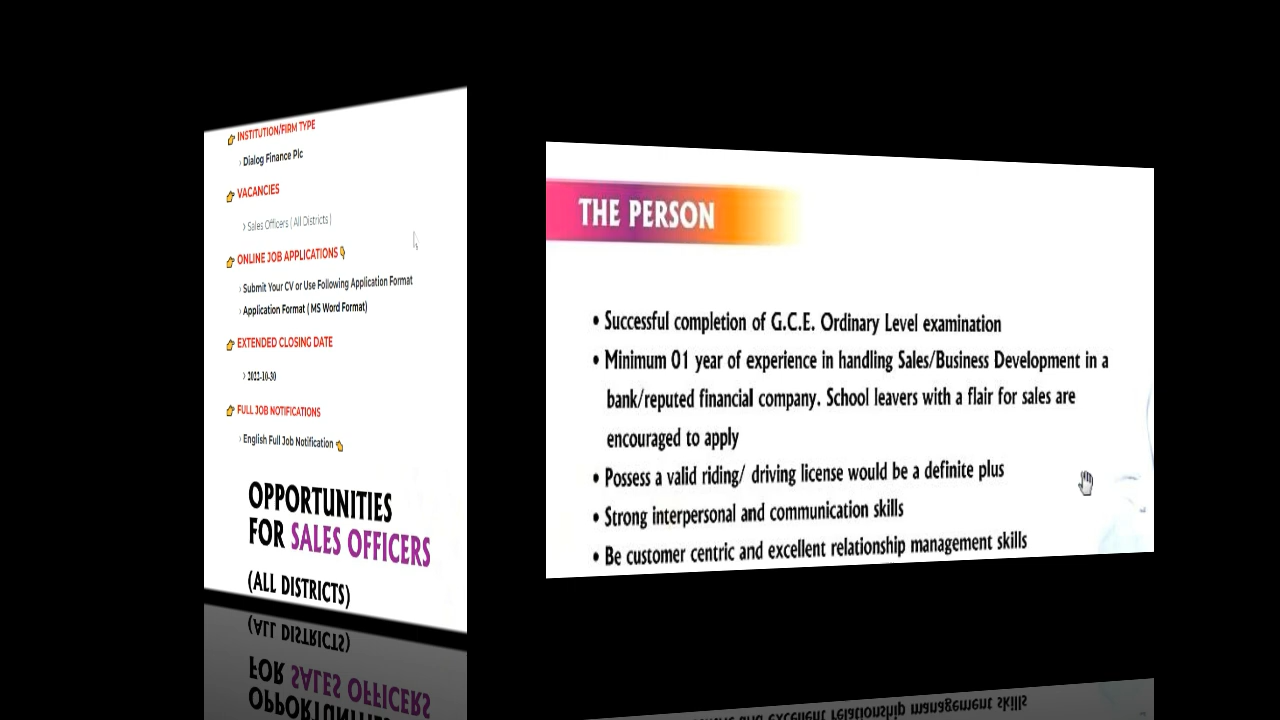 INSTITUTION/FIRM TYPE
› Dialog Finance Plc
VACANCIES
› Sales Officers ( All Districts )
ONLINE JOB APPLICATIONS
› Submit Your CV or Use Following Application Format
› Application Format ( MS Word Format)
EXTENDED CLOSING DATE
› 2022-10-30
FULL JOB NOTIFICATIONS
› English Full Job Notification
OPPORTUNITIES
FOR SALES OFFICERS
(ALL DISTRICTS)
THE PERSON
• Successful completion of G.C.E. Ordinary Level examination
• Minimum 01 year of experience in handling Sales/Business Development in a
bank/reputed financial company. School leavers with a flair for sales are
encouraged to apply
• Possess a valid riding/ driving license would be a definite plus
• Strong interpersonal and communication skills
• Be customer centric and excellent relationship management skills